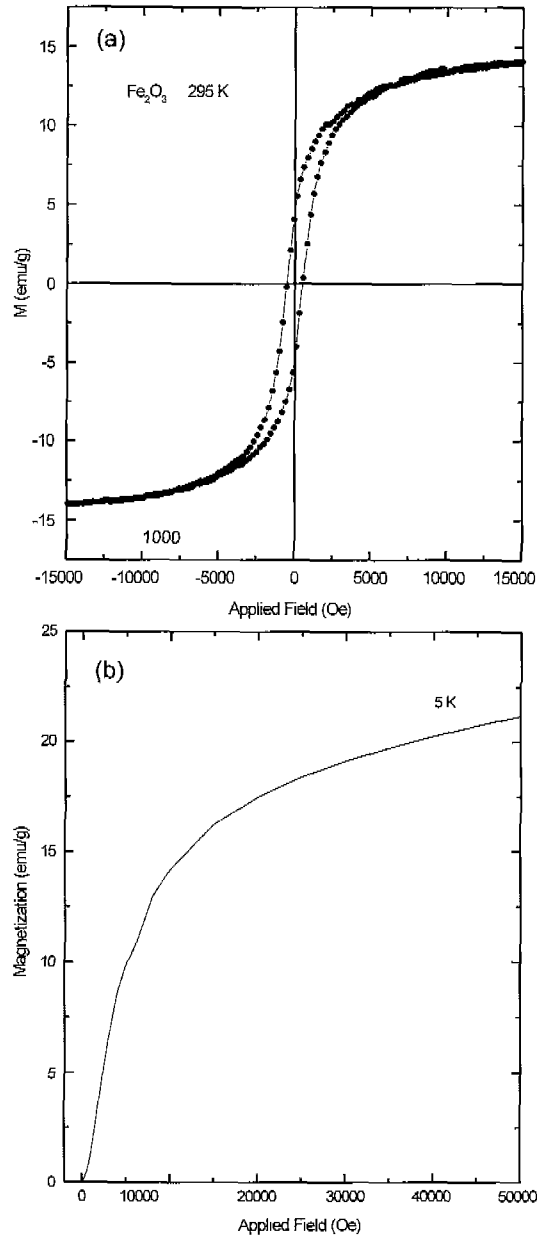 (a)
Fe₂O₃ 295 K
15
10
5
0
-5
-10
-15
M (emu/g)
1000
-15000 -10000 -5000 0 5000 10000 15000
Applied Field (Oe)
(b)
5 K
25
20
15
10
5
0
Magnetization (emu/g)
0 10000 20000 30000 40000 50000
Applied Field (Oe)